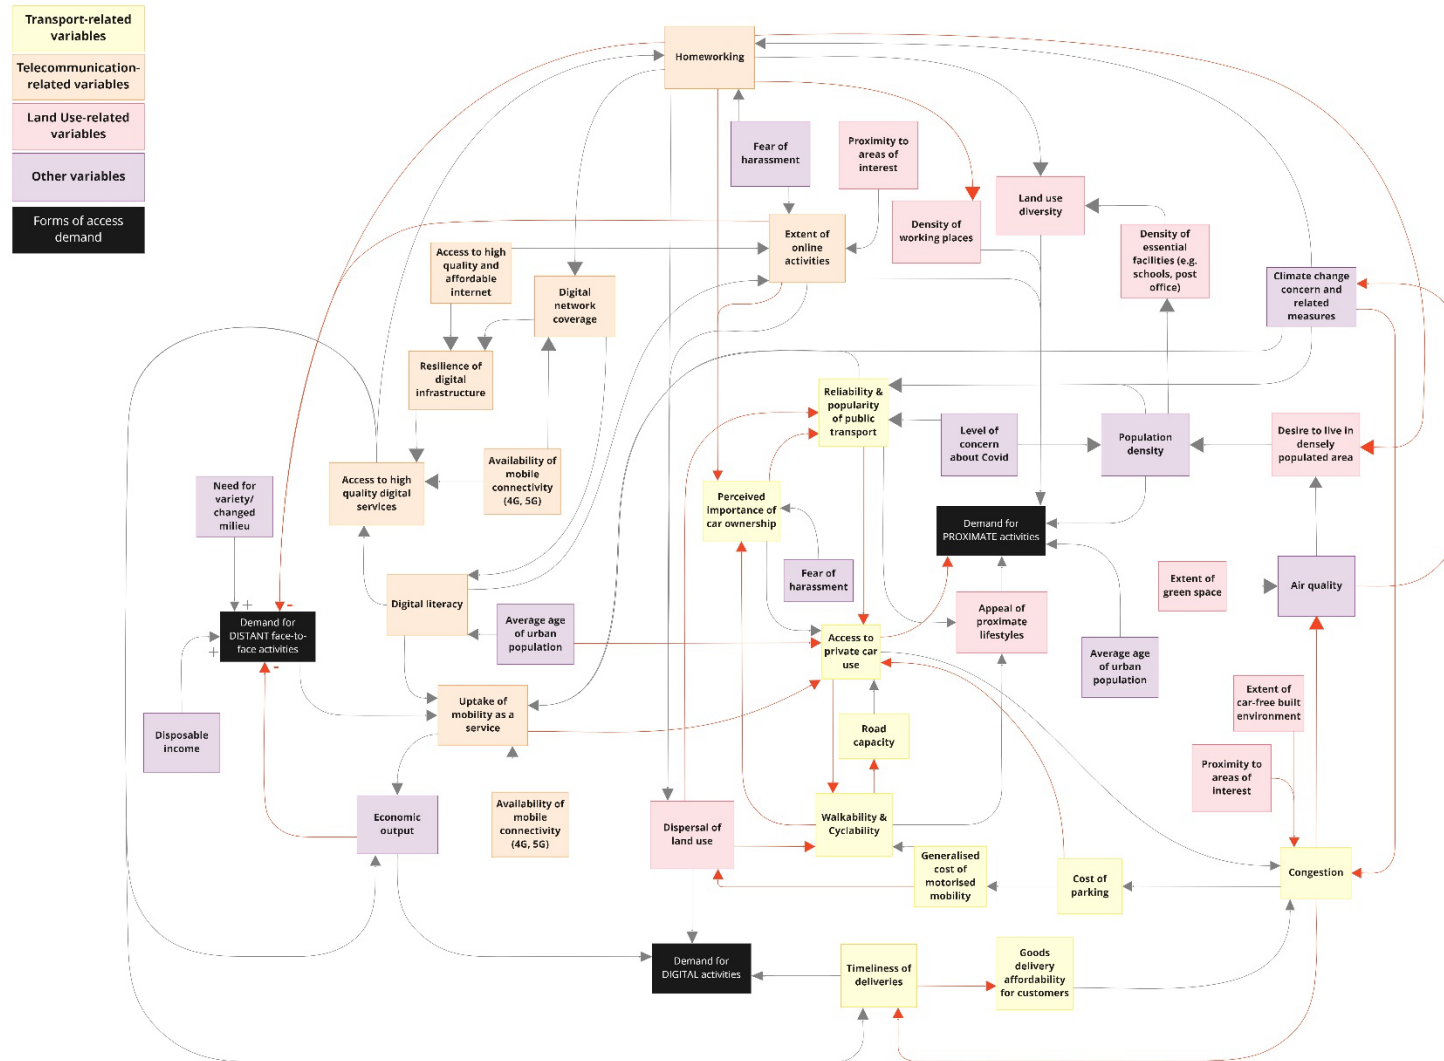 Transport-related
variables
Telecommunication-
related variables
Land Use-related
variables
Other variables
Forms of access
demand
Homeworking
Fear of
harassment
Proximity to
areas of
interest
Land use
diversity
Density of
working places
Extent of
online
activities
Density of
essential
facilities (e.g.
schools, post
office)
Access to high
quality and
affordable
internet
Digital
network
coverage
Climate change
concern and
related
measures
Resilience of
digital
infrastructure
Reliability &
popularity
of public
transport
Level of
concern
about Covid
Population
density
Desire to live in
densely
populated area
Access to high
quality digital
services
Availability of
mobile
connectivity
(4G, 5G)
Need for
variety/
changed
milieu
Perceived
importance of
car ownership
Demand for
PROXIMATE activities
Fear of
harassment
Extent of
green space
Air quality
Digital literacy
+
-
Demand for
DISTANT face-to-
face activities
+
-
Average age
of urban
population
Access to
private car
use
Appeal of
proximate
lifestyles
Average age
of urban
population
Uptake of
mobility as a
service
Disposable
income
Road
capacity
Extent of
car-free built
environment
Proximity to
areas of
interest
Economic
output
Availability of
mobile
connectivity
(4G, 5G)
Dispersal of
land use
Walkability &
Cyclability
Generalised
cost of
motorised
mobility
Cost of
parking
Congestion
Demand for
DIGITAL activities
Timeliness of
deliveries
Goods
delivery
affordability
for customers